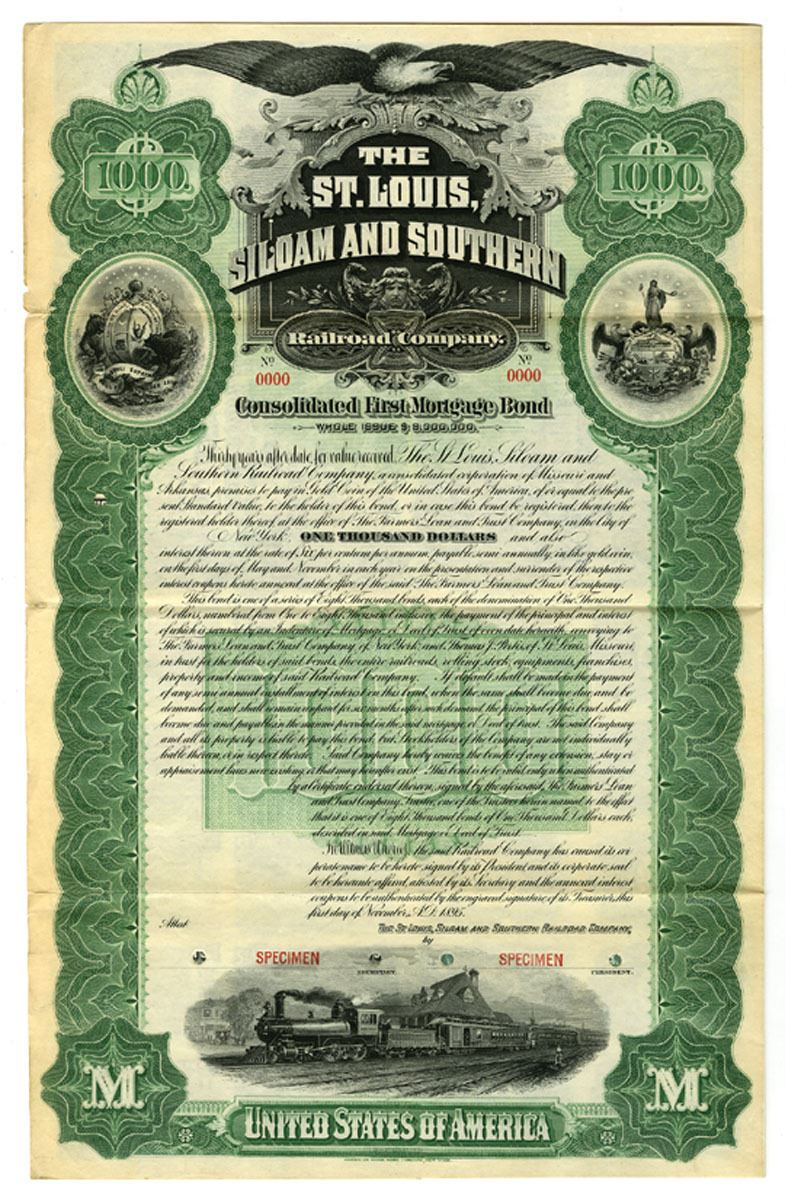 1000.
1000.
THE
ST. LOUIS,
SILOAM AND SOUTHERN
Railroad Company.
No
0000
No
0000
Consolidated First Mortgage Bond
WHOLE ISSUE $8,000,000.
Thirty years after date, for value received, The St. Louis, Siloam and
Southern Railroad Company, a consolidated corporation of Missouri and
Arkansas, promises to pay in Gold Coin of the United States of America, of or equal to the pre
sent Standard Value, to the holder of this bond, or in case this bond be registered, then to the
registered holder thereof, at the office of The Farmers' Loan and Trust Company, in the City of
New York ONE THOUSAND DOLLARS and also
interest thereon at the rate of Six per centum per annum, payable semi-annually, in like gold coin,
on the first days of May and November in each year on the presentation and surrender of the respective
interest coupons hereto annexed at the office of the said The Farmers' Loan and Trust Company.
This bond is one of a series of Eight Thousand bonds, each of the denomination of One Thousand
Dollars, numbered from One to Eight Thousand inclusive, the payment of the principal and interest
of which is secured by an Indenture of Mortgage or Deed of Trust of even date herewith, conveying to
The Farmers' Loan and Trust Company, of New York and Thomas J. Portis, of St. Louis, Missouri,
in trust for the holders of said bonds, the entire railroads, rolling stock, equipments, franchises,
property and income of said Railroad Company. If default shall be made in the payment
of any semi annual installment of interest on this bond, when the same shall become due and be
demanded, and shall remain unpaid for six months after such demand the principal of this bond shall
become due and payable in the manner provided in the said mortgage or Deed of Trust. The said Company
and all its property is liable to pay this bond, but Stockholders of the Company are not individually
liable thereon, or in respect thereto. Said Company hereby waives the benefit of any extension, stay or
appraisement laws now existing, or that may hereafter exist. This bond is to be valid only when authenticated
by a Certificate endorsed thereon, signed by the aforesaid, The Farmers' Loan
and Trust Company, Trustee, one of the Trustees herein named to the effect
that it is one of Eight Thousand bonds of One Thousand Dollars each,
described in said Mortgage or Deed of Trust.
In Witness Whereof, the said Railroad Company has caused its cor
porate name to be hereto signed by its President and its corporate seal
to be hereunto affixed, attested by its Secretary and the annexed interest
coupons to be authenticated by the engraved signature of its Treasurer, this
first day of November, A.D. 1895.
Attest
THE ST. LOUIS, SILOAM AND SOUTHERN RAILROAD COMPANY,
by
SPECIMEN
SECRETARY.
SPECIMEN
PRESIDENT.
M
M
UNITED STATES OF AMERICA